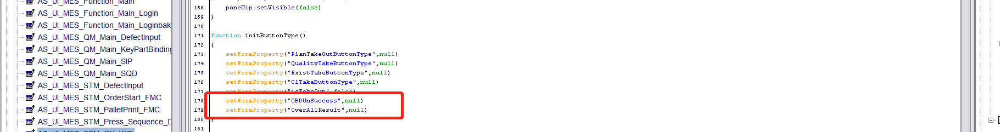 AS_UI_MES_Function_Main
AS_UI_MES_Function_Main_Login
AS_UI_MES_Function_Main_Loginbak
AS_UI_MES_QM_Main_DefectInput
AS_UI_MES_QM_Main_KeyPartBinding
AS_UI_MES_QM_Main_SIP
AS_UI_MES_QM_Main_SQD
AS_UI_MES_STM_DefectInput
AS_UI_MES_STM_OrderStart_FMC
AS_UI_MES_STM_PalletPrint_FMC
AS_UI_MES_STM_Press_Sequence_D
AS_UI_MES_STM_OK_WIP
168 paneWip.setVisible(false)
169 }
170
171 function initButtonType()
172 {
173 setFormProperty("PlanTakeOutButtonType",null)
174 setFormProperty("QualityTakeButtonType",null)
175 setFormProperty("ExistTakeButtonType",null)
176 setFormProperty("ClTakeButtonType",null)
177 setFormProperty("isTakeOut",false)
178 setFormProperty("OBDUnSuccess",null)
179 setFormProperty("OverAllResult",null)
180 }
181